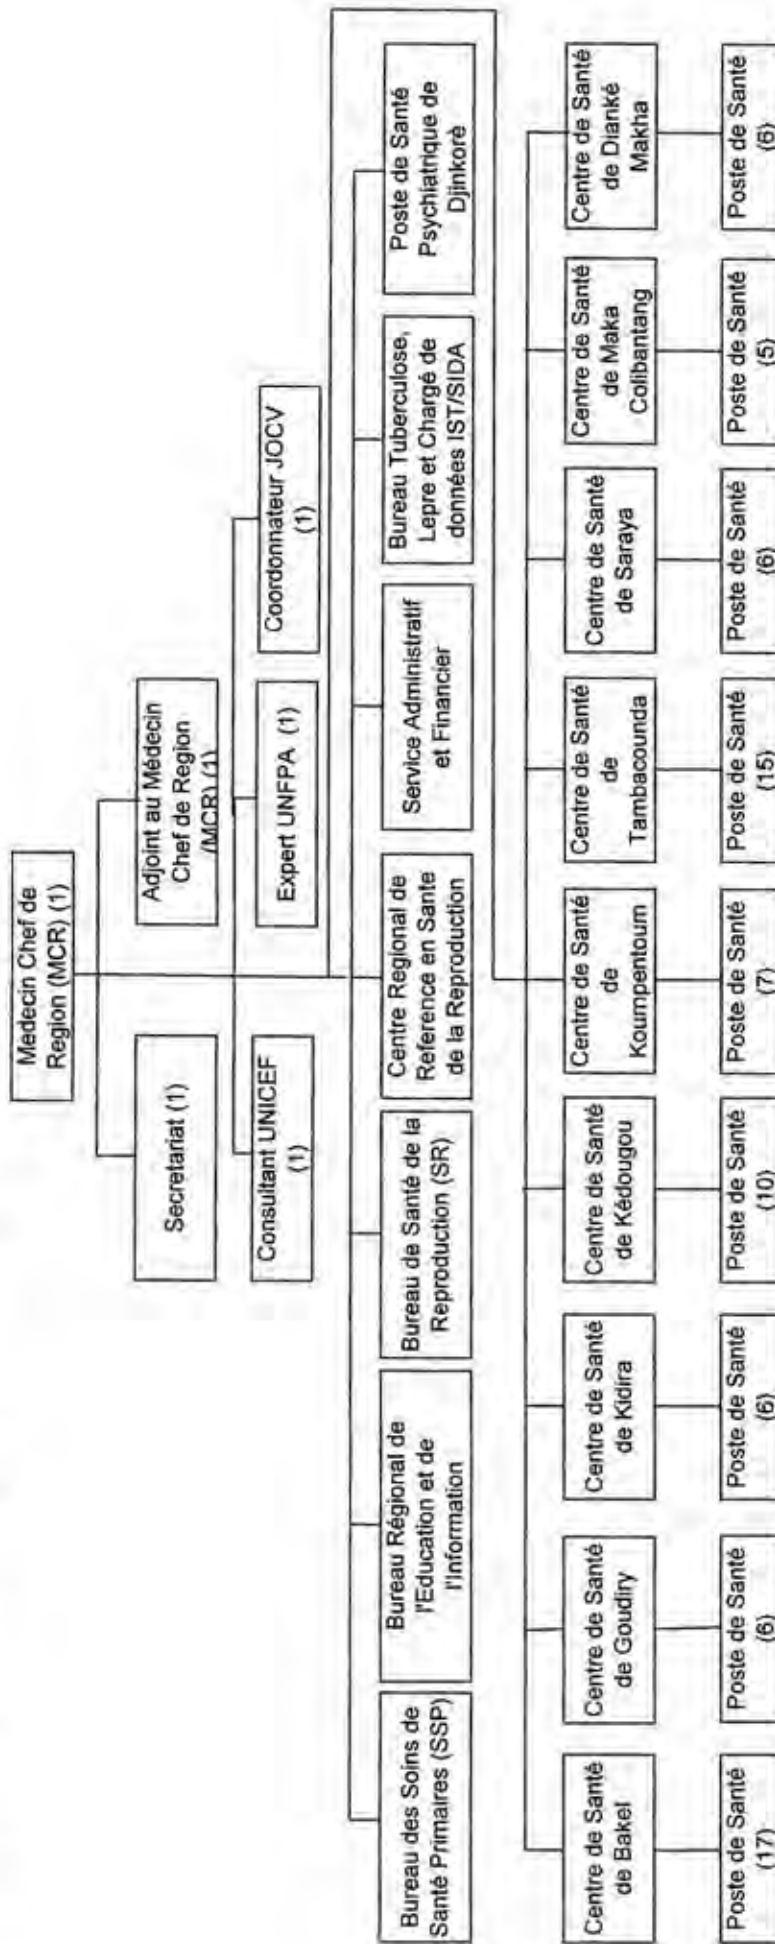 Medecin Chef de
Region (MCR) (1)
Secretariat (1)
Adjoint au Médecin
Chef de Region
(MCR) (1)
Consultant UNICEF
(1)
Expert UNFPA (1)
Coordonnateur JOCV
(1)
Bureau des Soins de
Santé Primaires (SSP)
Bureau Régional de
l'Education et de
l'Information
Bureau de Santé de la
Reproduction (SR)
Centre Regional de
Reference en Sante
de la Reproduction
Service Administratif
et Financier
Bureau Tuberculose,
Lepre et Chargé de
données IST/SIDA
Poste de Santé
Psychiatrique de
Djinkorè
Centre de Santé
de Bakel
Centre de Santé
de Goudiry
Centre de Santé
de Kidira
Centre de Santé
de Kédougou
Centre de Santé
de
Koumpentoum
Centre de Santé
de
Tambacounda
Centre de Santé
de Saraya
Centre de Santé
de Maka
Colibantang
Centre de Santé
de Dianké
Makha
Poste de Santé
(17)
Poste de Santé
(6)
Poste de Santé
(6)
Poste de Santé
(10)
Poste de Santé
(7)
Poste de Santé
(15)
Poste de Santé
(6)
Poste de Santé
(5)
Poste de Santé
(6)